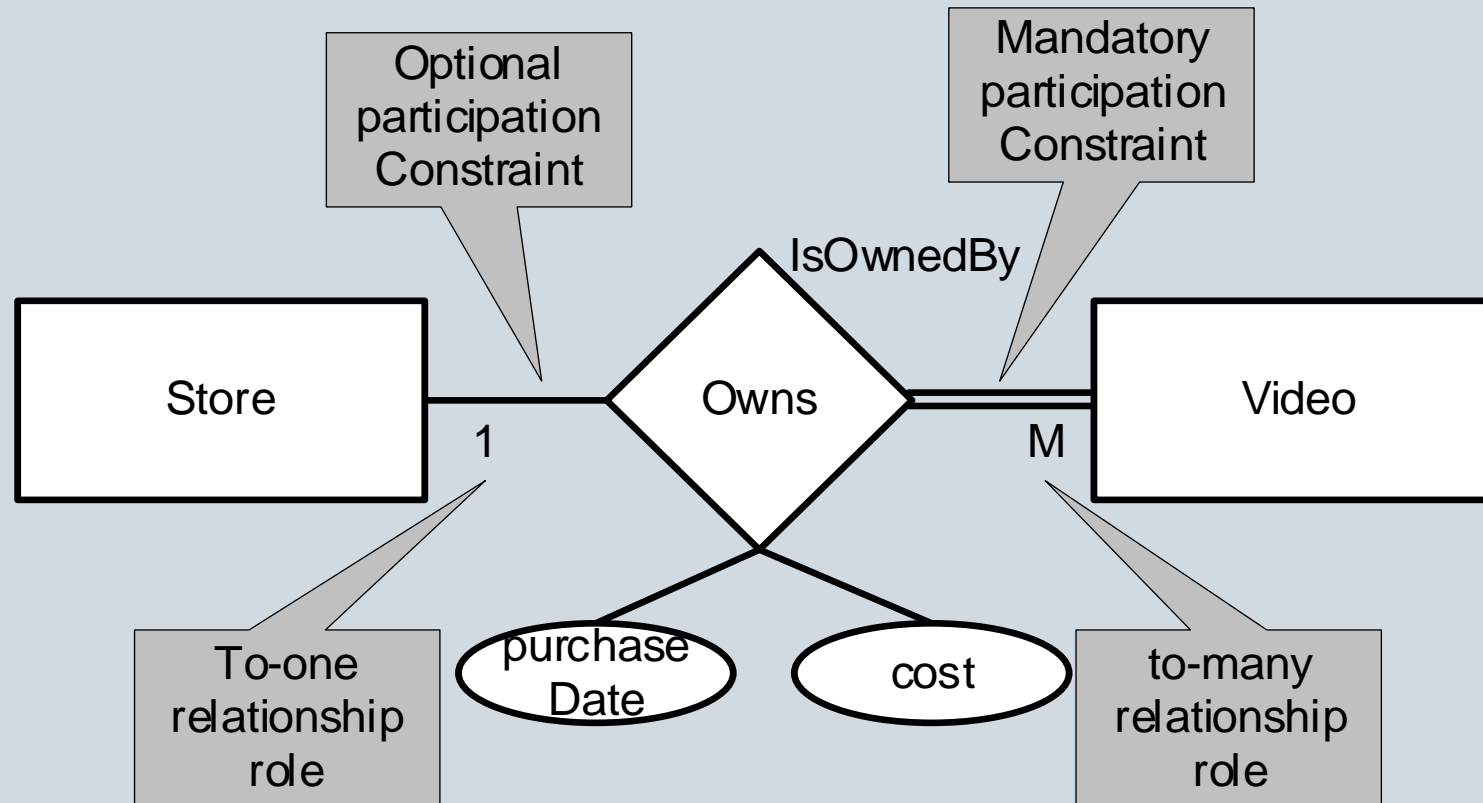 Optional
participation
Constraint
Mandatory
participation
Constraint
IsOwnedBy
Store
Owns
Video
1
M
To-one
relationship
role
purchase
Date
cost
to-many
relationship
role